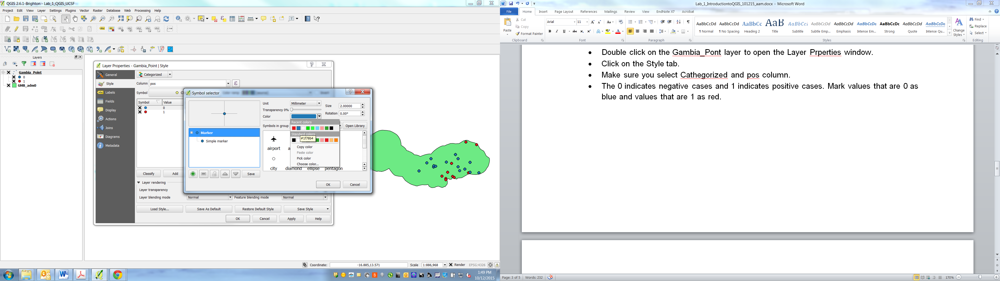 QGIS 2.6.1-Brighton - Lab_1_QGIS_UCSF
Project Edit View Layer Settings Plugins Vector Raster Database Web Processing Help
Layers
Gambia_Point
0
1
GMB_adm0
Layer Properties - Gambia_Point | Style
General
Style
Labels
Fields
Display
Actions
Joins
Diagrams
Metadata
Categorized
Column pos
Symbol
Symbol Value
0
1
Classify Add
Layer rendering
Layer transparency
Layer blending mode Normal Feature blending mode Normal
Load Style... Save As Default Restore Default Style Save Style
OK Cancel Apply Help
Symbol selector
Unit Millimeter Size 2.00000
Transparency 0%
Color Rotation 0.00°
Symbols in group Open Library
Recent colors
Standard colors
#1f78b4
Copy color
Paste color
Pick color
Choose color...
Marker
Simple marker
airport
city diamond ellipse pentagon
Save
OK Cancel
Coordinate: -16.885,13.571 Scale 1:886,968 Render EPSG:4326
1:49 PM
10/12/2015
Lab_1_IntroductiontoQGIS_101215_aam.docx - Microsoft Word
File Home Insert Page Layout References Mailings Review View EndNote X7 Acrobat
Paste
Cut
Copy
Format Painter
Clipboard
Arial 11
Font
Paragraph
AaBbCcDd AaBbCcDd AaBbCc AaB AaBbCcI AaBbCcDd AaBbCcDd AaBbCcDd AaBbCcDc AaBbCcDd AaBbCcDc
¶ Normal ¶ No Spacing Heading 2 Title Subtitle Subtle Emp... Emphasis Intense Em... Strong Quote Intense Qu...
Styles
Change Styles
Find
Replace
Select
Editing
• Double click on the Gambia_Pont layer to open the Layer Prperties window.
• Click on the Style tab.
• Make sure you select Cathegorized and pos column.
• The 0 indicates negative cases and 1 indicates positive cases. Mark values that are 0 as
blue and values that are 1 as red.
Page: 3 of 5 Words: 232 170%